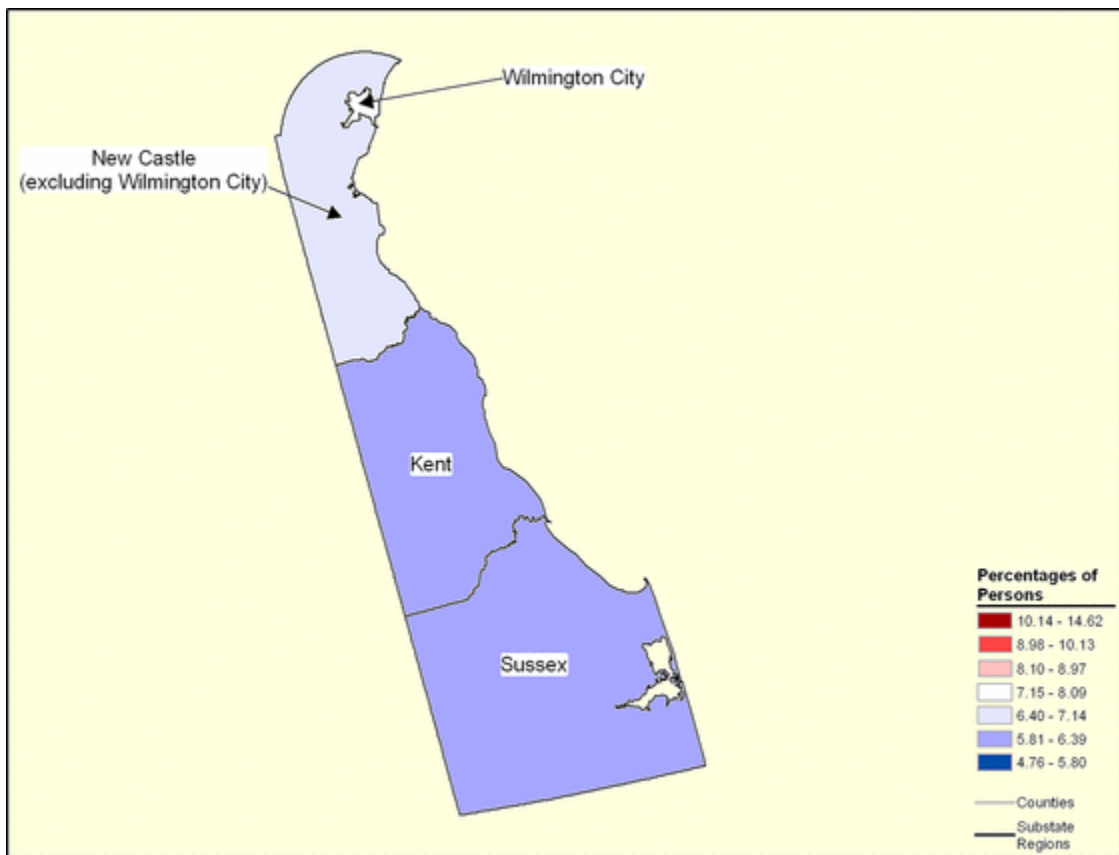 Wilmington City
New Castle
(excluding Wilmington City)
Kent
Sussex
Percentages of
Persons
10.14 - 14.62
8.98 - 10.13
8.10 - 8.97
7.15 - 8.09
6.40 - 7.14
5.81 - 6.39
4.76 - 5.80
Counties
Substate
Regions